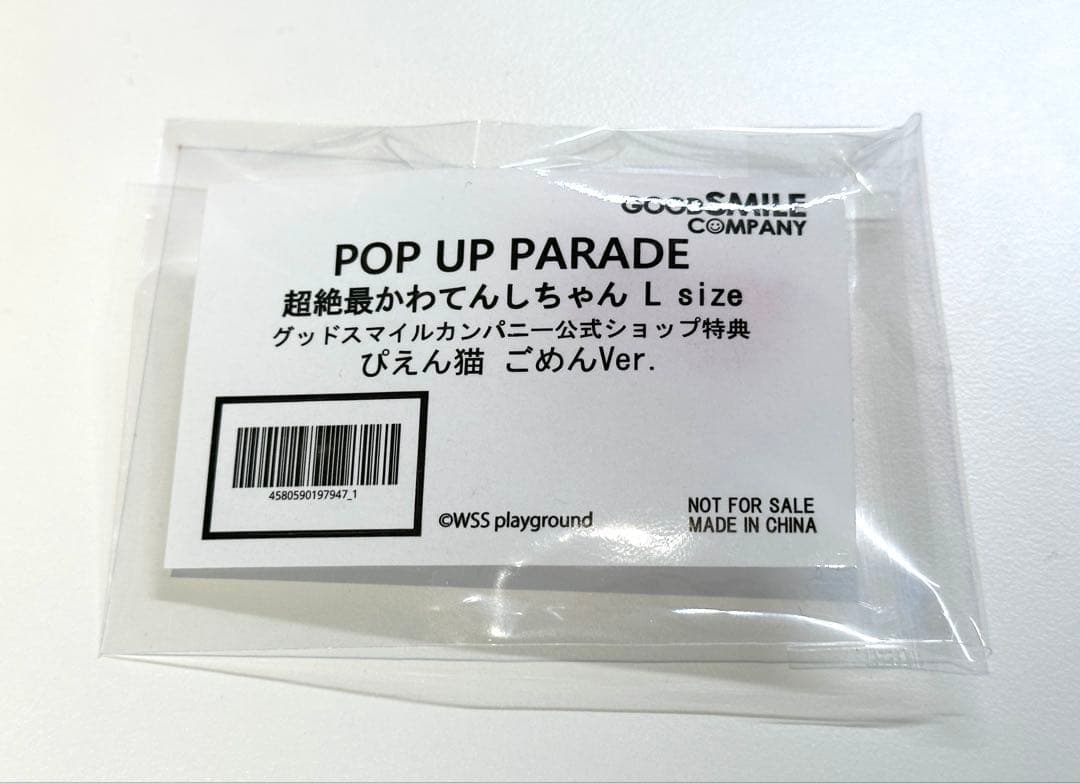 GOODSMILE
COMPANY
POP UP PARADE
超絶最かわてんしちゃん L size
グッドスマイルカンパニー公式ショップ特典
ぴえん猫 ごめんVer.
4580590197947_1
©WSS playground
NOT FOR SALE
MADE IN CHINA